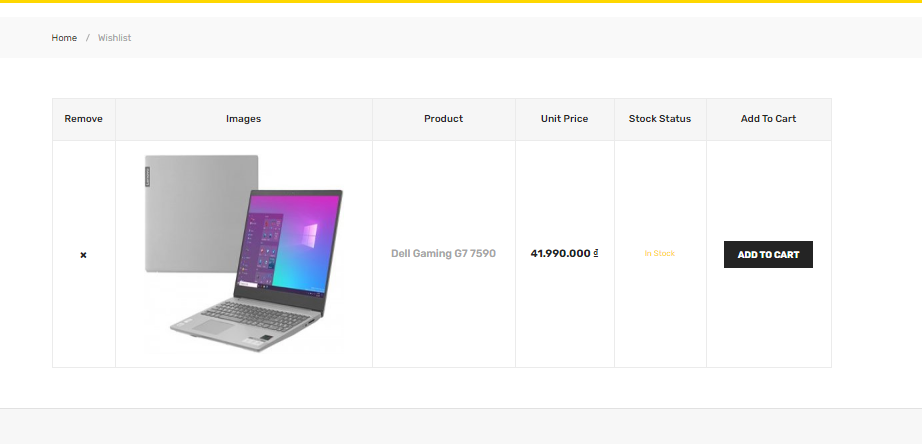 Home / Wishlist
Remove Images Product Unit Price Stock Status Add To Cart
× Dell Gaming G7 7590 41.990.000 ₫ In Stock ADD TO CART
Lenovo